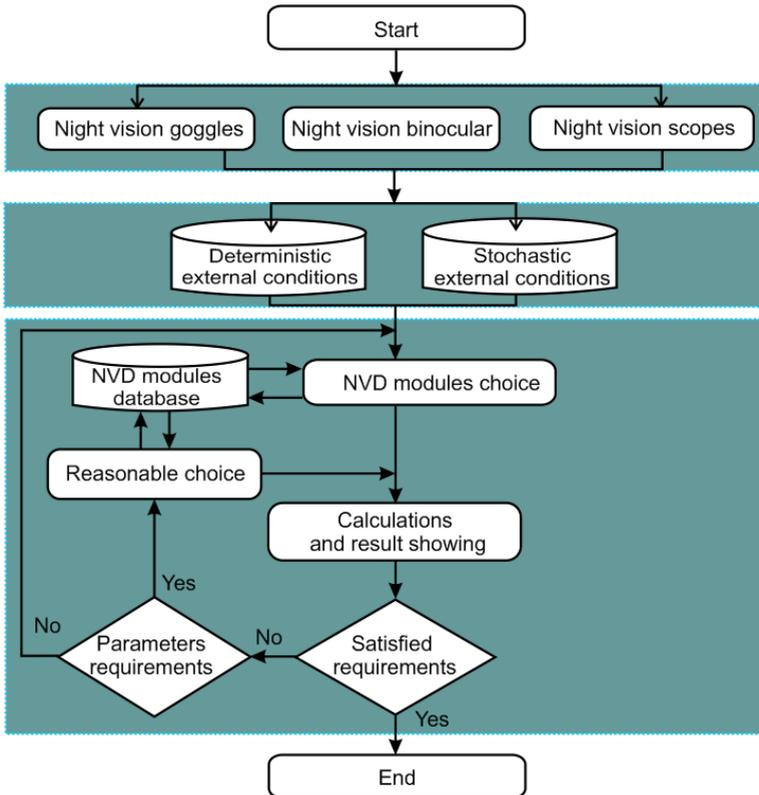 Start
Night vision goggles
Night vision binocular
Night vision scopes
Deterministic
external conditions
Stochastic
external conditions
NVD modules
database
NVD modules choice
Reasonable choice
Calculations
and result showing
Yes
No
Parameters
requirements
No
Satisfied
requirements
Yes
End